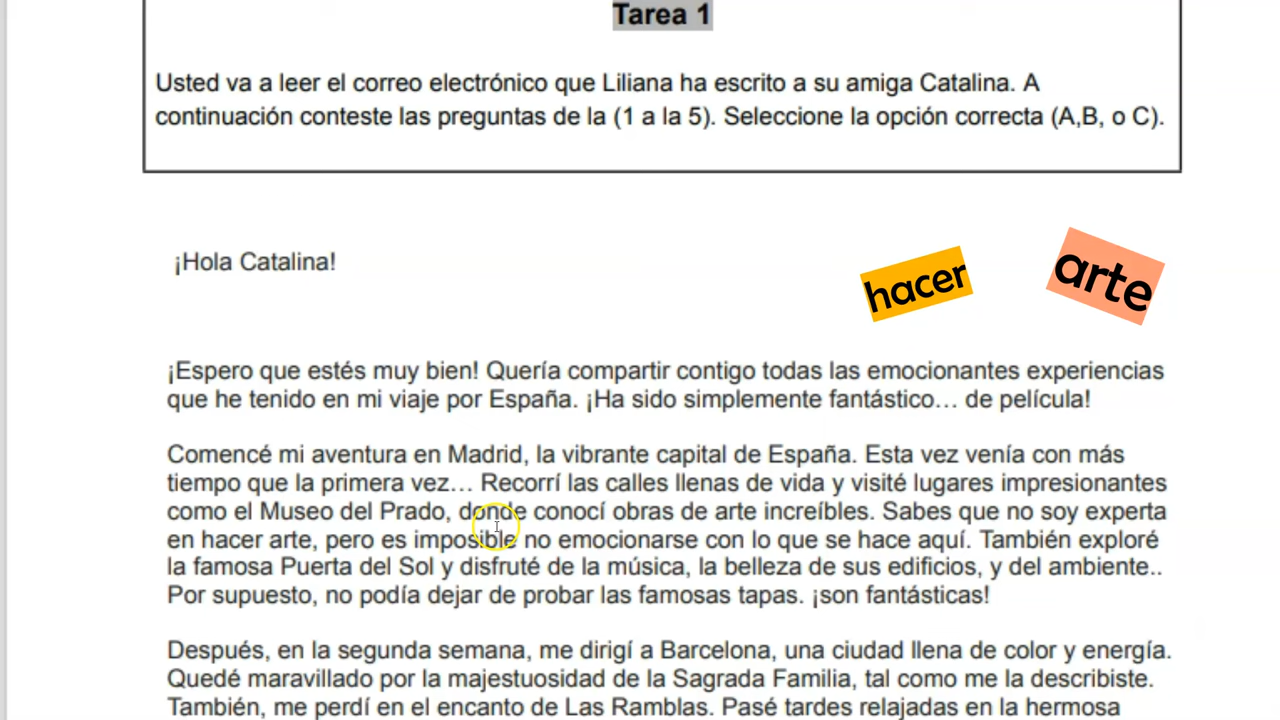 Tarea 1
Usted va a leer el correo electrónico que Liliana ha escrito a su amiga Catalina. A
continuación conteste las preguntas de la (1 a la 5). Seleccione la opción correcta (A,B, o C).
¡Hola Catalina!
hacer
arte
¡Espero que estés muy bien! Quería compartir contigo todas las emocionantes experiencias
que he tenido en mi viaje por España. ¡Ha sido simplemente fantástico… de película!
Comencé mi aventura en Madrid, la vibrante capital de España. Esta vez venía con más
tiempo que la primera vez… Recorrí las calles llenas de vida y visité lugares impresionantes
como el Museo del Prado, donde conocí obras de arte increíbles. Sabes que no soy experta
en hacer arte, pero es imposible no emocionarse con lo que se hace aquí. También exploré
la famosa Puerta del Sol y disfruté de la música, la belleza de sus edificios, y del ambiente..
Por supuesto, no podía dejar de probar las famosas tapas. ¡son fantásticas!
Después, en la segunda semana, me dirigí a Barcelona, una ciudad llena de color y energía.
Quedé maravillado por la majestuosidad de la Sagrada Familia, tal como me la describiste.
También, me perdí en el encanto de Las Ramblas. Pasé tardes relajadas en la hermosa